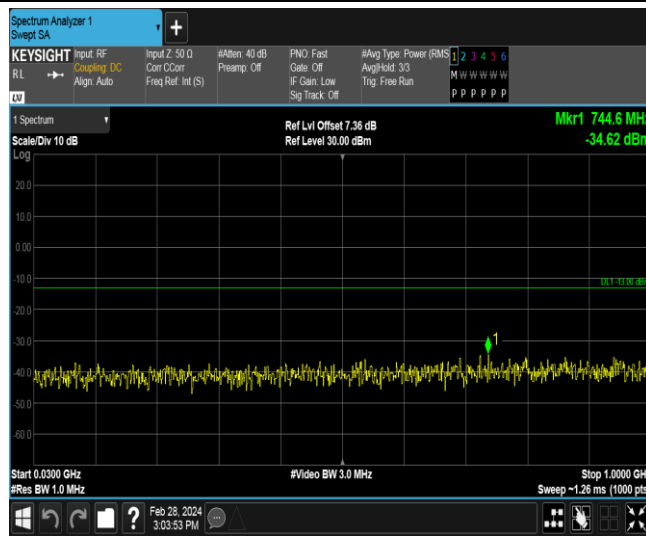 Spectrum Analyzer 1
Swept SA
+
KEYSIGHT
RL
LXI
Input: RF
Coupling: DC
Align: Auto
Input Z: 50 Ω
Corr CCorr
Freq Ref: Int (S)
#Atten: 40 dB
Preamp: Off
PNO: Fast
Gate: Off
IF Gain: Low
Sig Track: Off
#Avg Type: Power (RMS
Avg|Hold: 3/3
Trig: Free Run
1 2 3 4 5 6
M W W W W W
P P P P P P
1 Spectrum
Scale/Div 10 dB
Log
Ref Lvl Offset 7.36 dB
Ref Level 30.00 dBm
Mkr1 744.6 MHz
-34.62 dBm
20.0
10.0
0.00
-10.0
DL1 -13.00 dBm
-20.0
-30.0
1
-40.0
-50.0
-60.0
Start 0.0300 GHz
#Video BW 3.0 MHz
Stop 1.0000 GH
#Res BW 1.0 MHz
Sweep ~1.26 ms (1000 pts
?
Feb 28, 2024
3:03:53 PM